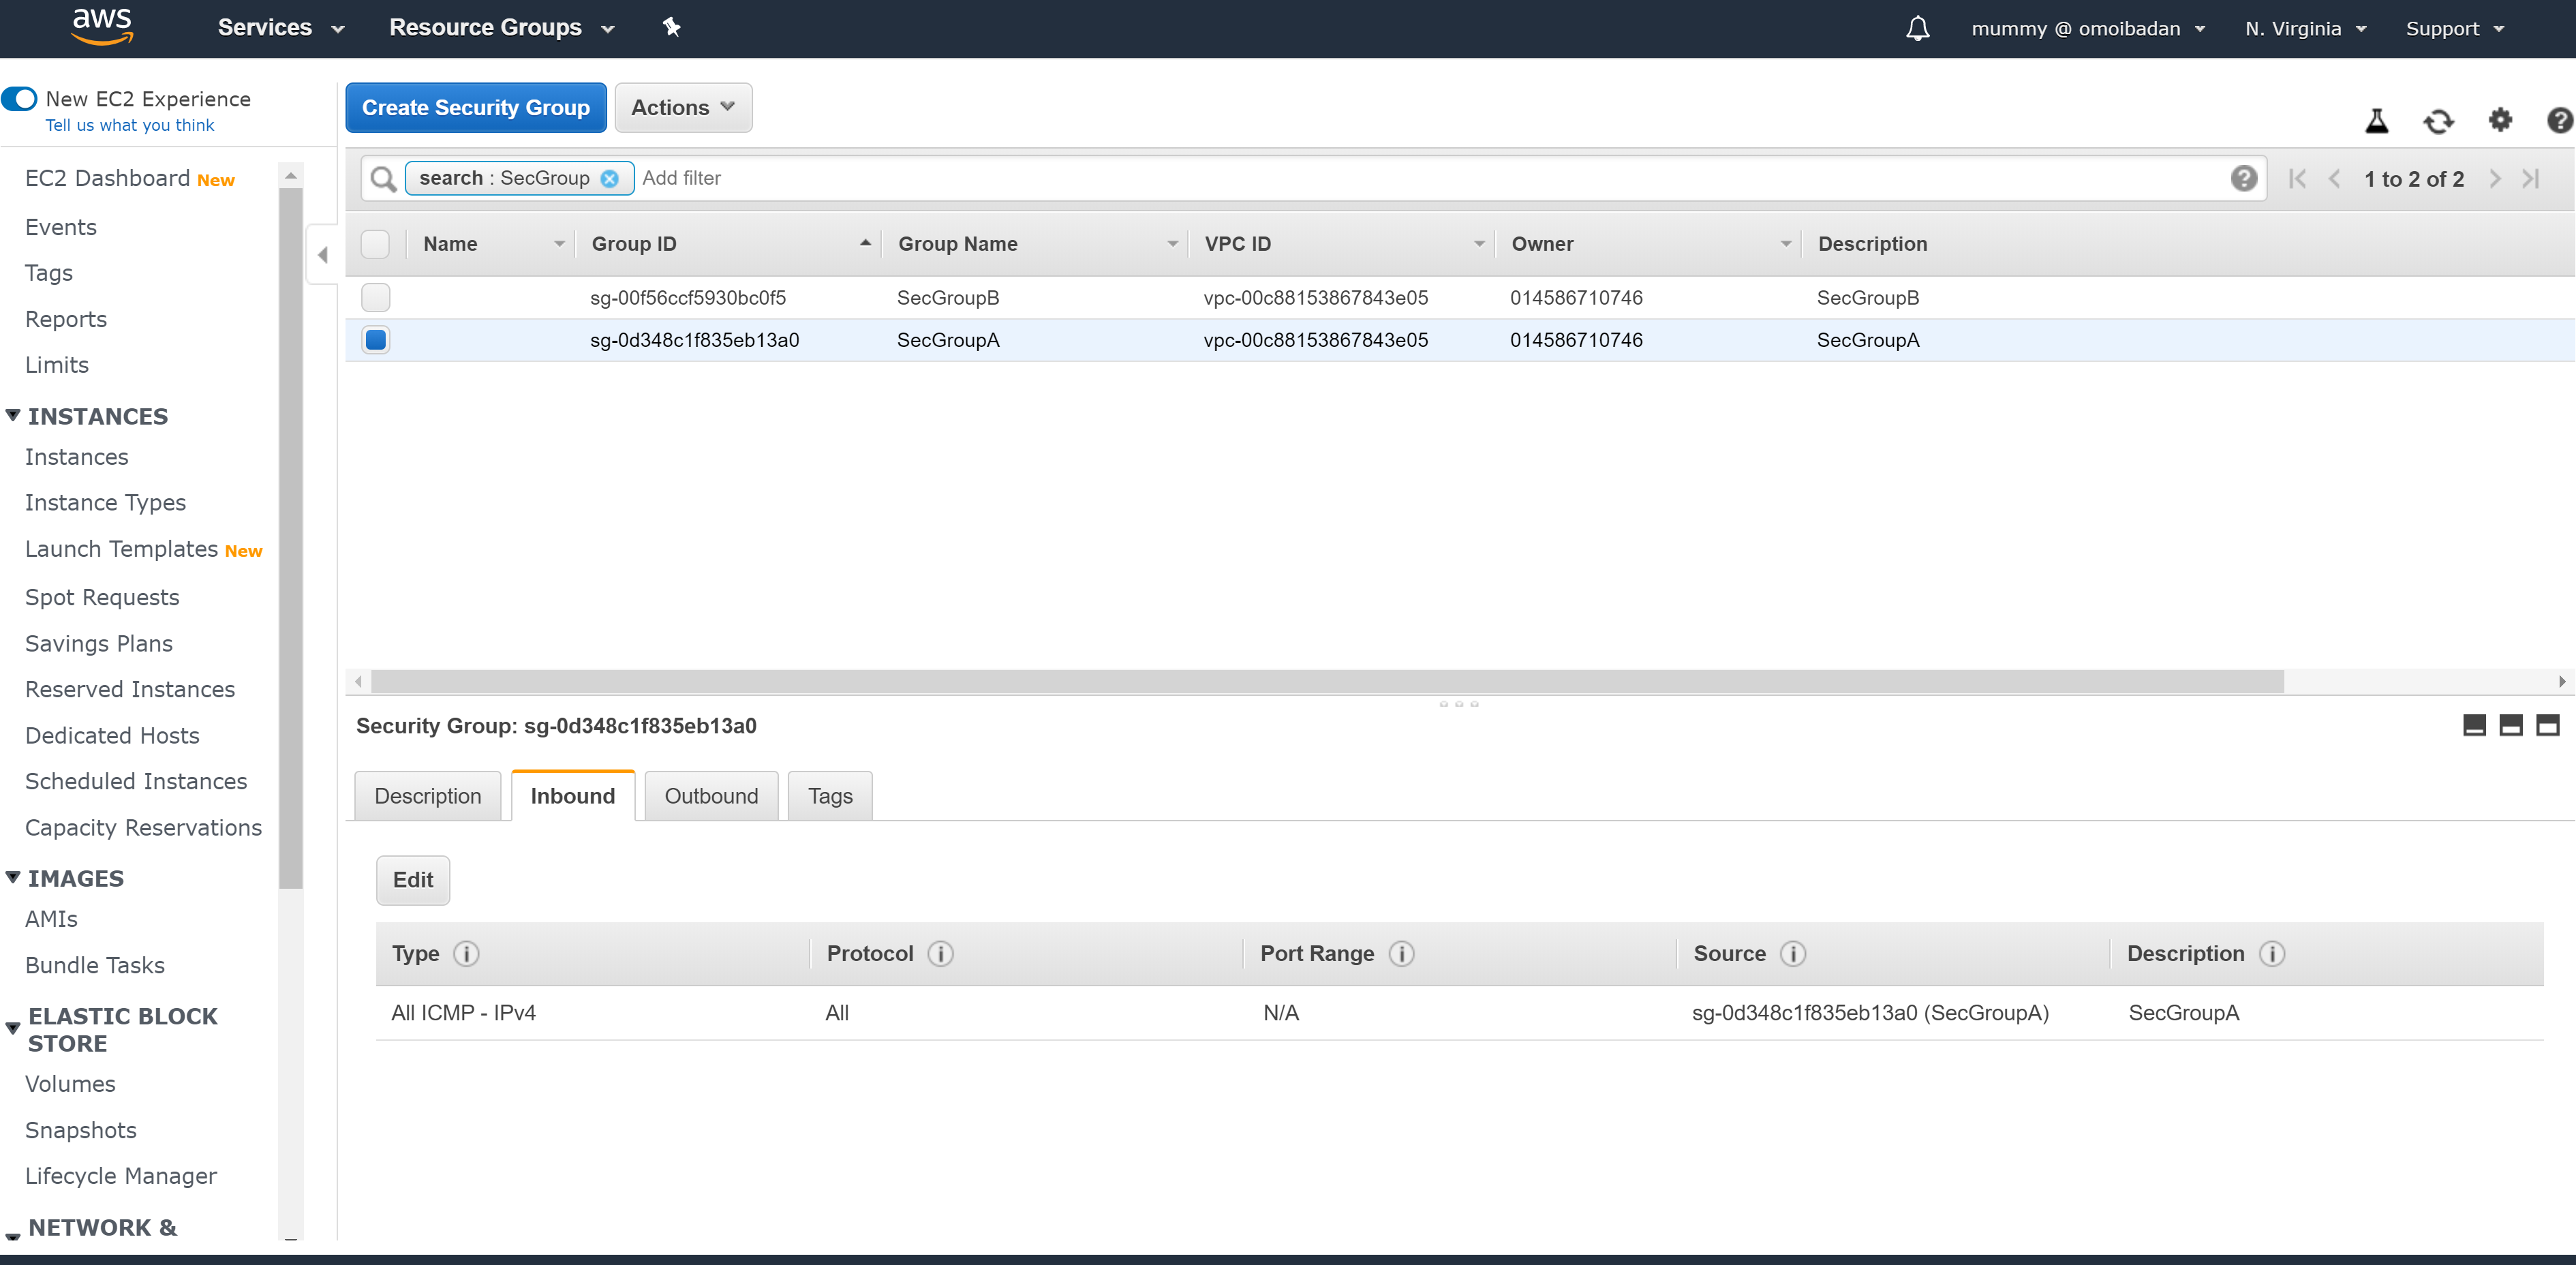 aws Services Resource Groups mummy @ omoibadan N. Virginia Support
New EC2 Experience
Tell us what you think
EC2 Dashboard New
Events
Tags
Reports
Limits
INSTANCES
Instances
Instance Types
Launch Templates New
Spot Requests
Savings Plans
Reserved Instances
Dedicated Hosts
Scheduled Instances
Capacity Reservations
IMAGES
AMIs
Bundle Tasks
ELASTIC BLOCK
STORE
Volumes
Snapshots
Lifecycle Manager
NETWORK &
Create Security Group Actions
search : SecGroup Add filter 1 to 2 of 2
Name Group ID Group Name VPC ID Owner Description
sg-00f56ccf5930bc0f5 SecGroupB vpc-00c88153867843e05 014586710746 SecGroupB
sg-0d348c1f835eb13a0 SecGroupA vpc-00c88153867843e05 014586710746 SecGroupA
Security Group: sg-0d348c1f835eb13a0
Description Inbound Outbound Tags
Edit
Type Protocol Port Range Source Description
All ICMP - IPv4 All N/A sg-0d348c1f835eb13a0 (SecGroupA) SecGroupA